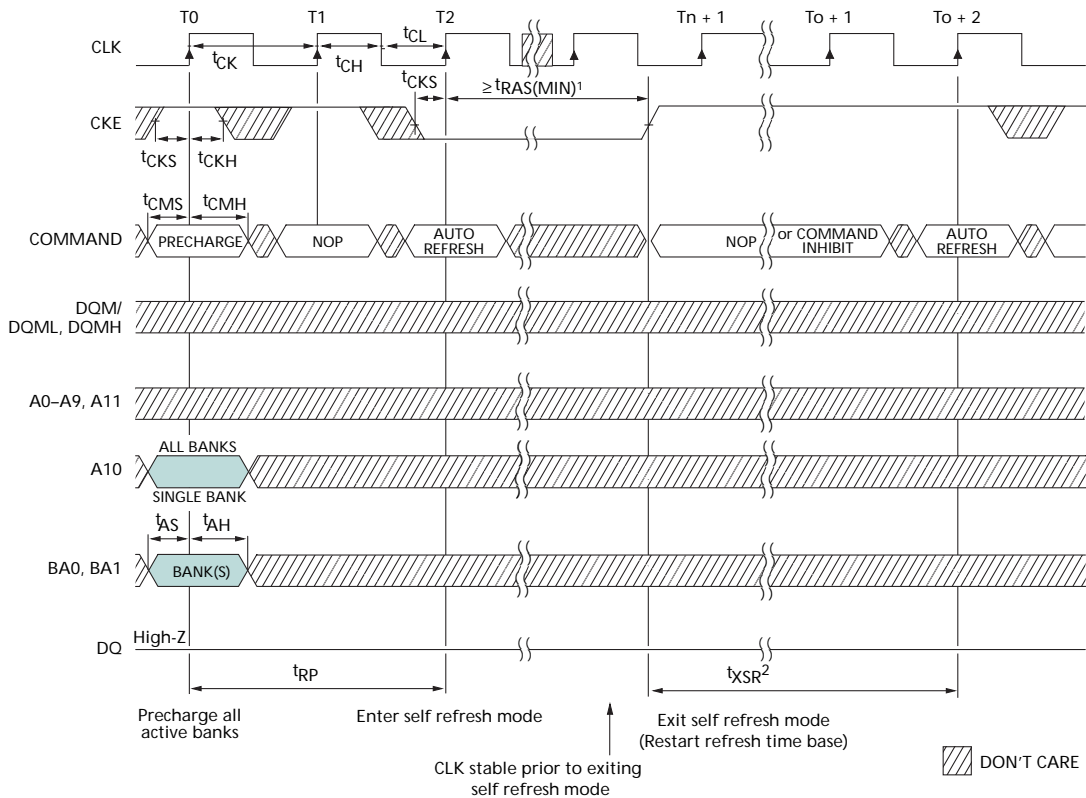 T0 T1 T2 Tn + 1 To + 1 To + 2
CLK
tCK tCH tCL
tCKS ≥ tRAS(MIN)¹
CKE
tCKS tCKH
tCMS tCMH
COMMAND PRECHARGE NOP AUTO REFRESH NOP or COMMAND INHIBIT AUTO REFRESH
DQM/
DQML, DQMH
A0–A9, A11
ALL BANKS
A10
SINGLE BANK
tAS tAH
BA0, BA1 BANK(S)
High-Z
DQ
tRP tXSR²
Precharge all
active banks
Enter self refresh mode
Exit self refresh mode
(Restart refresh time base)
CLK stable prior to exiting
self refresh mode
DON'T CARE